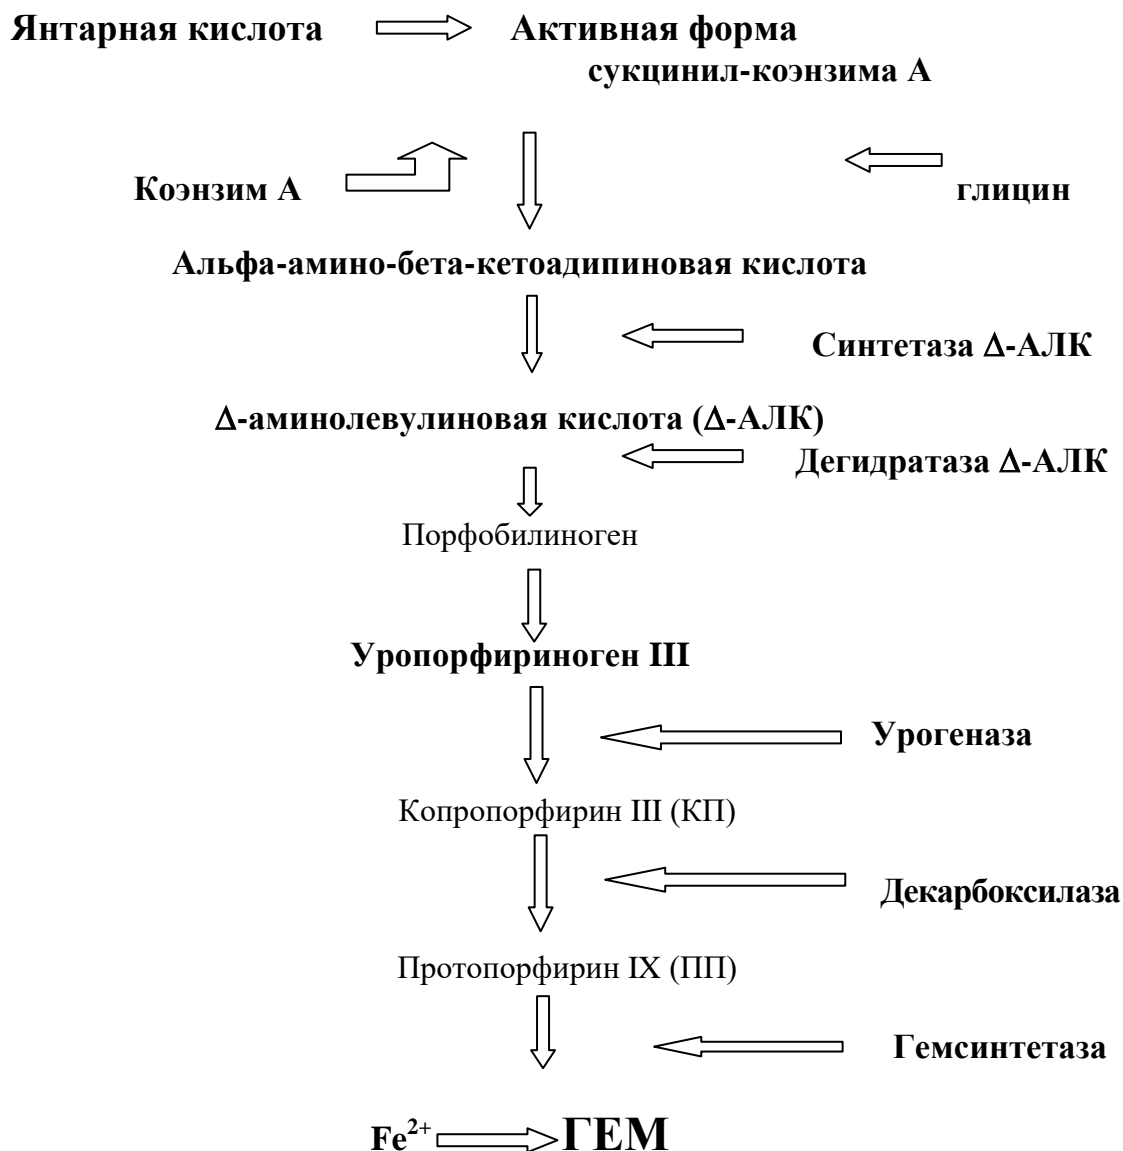 Янтарная кислота Активная форма
сукцинил-коэнзима А
Коэнзим А глицин
Альфа-амино-бета-кетоадипиновая кислота
Синтетаза Δ-АЛК
Δ-аминолевулиновая кислота (Δ-АЛК)
Дегидратаза Δ-АЛК
Порфобилиноген
Уропорфириноген III
Урогеназа
Копропорфирин III (КП)
Декарбоксилаза
Протопорфирин IX (ПП)
Гемсинтетаза
Fe²⁺ ГЕМ